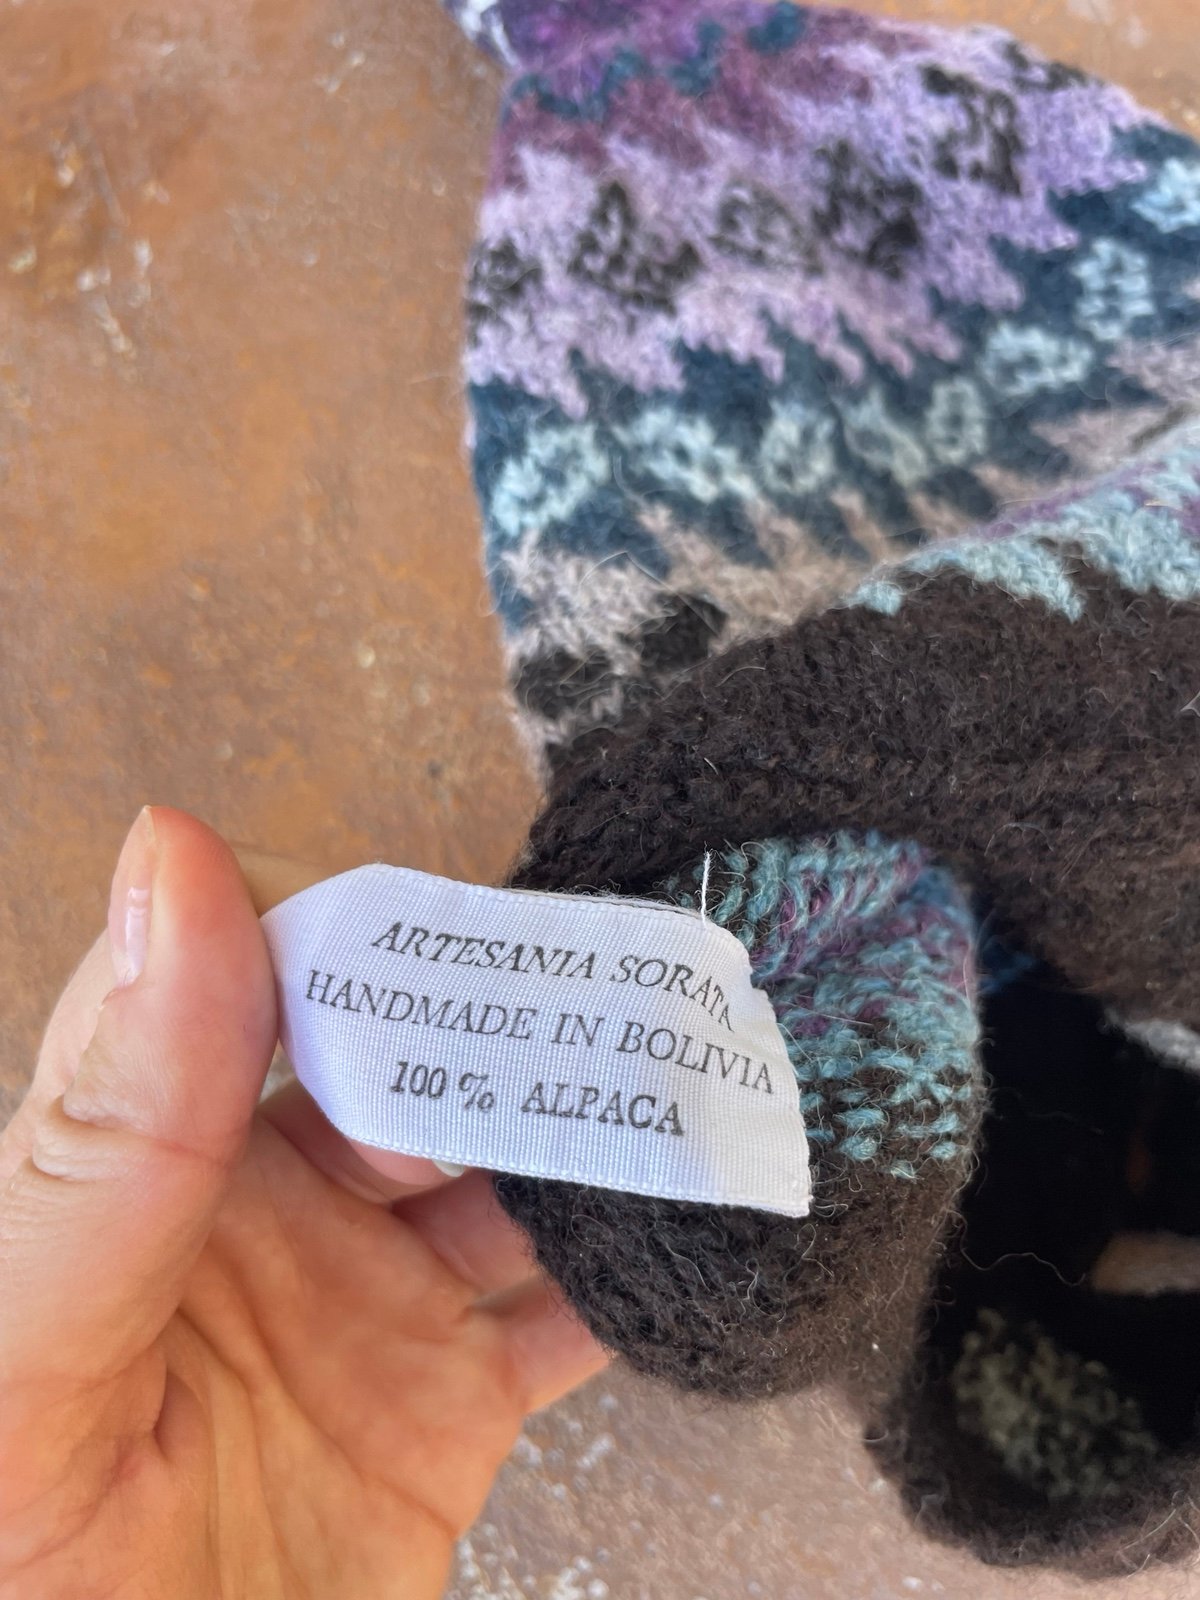 ARTESANIA SORATA
HANDMADE IN BOLIVIA
100 % ALPACA